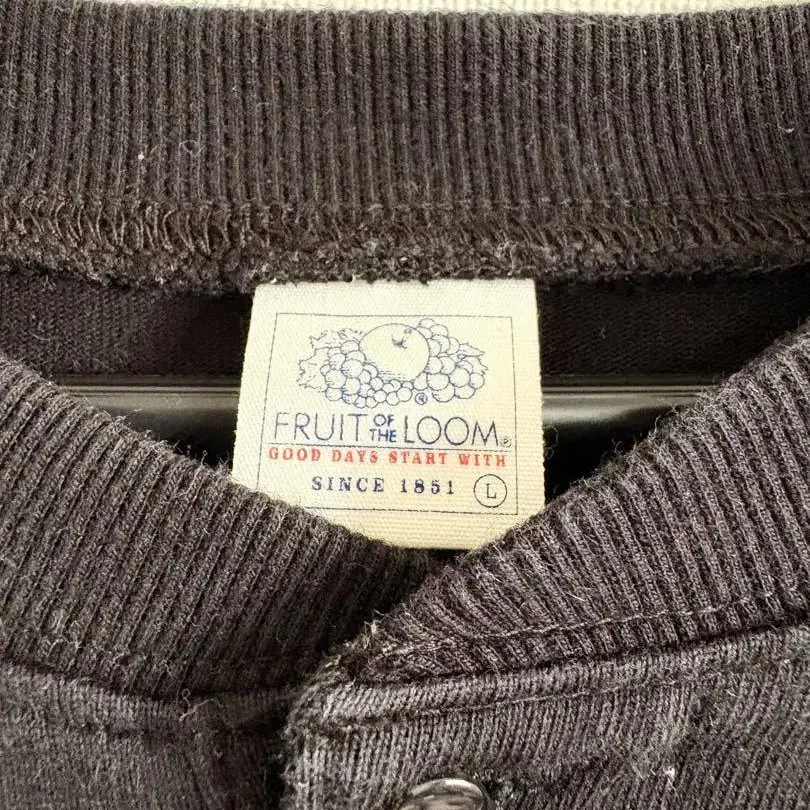 ®
FRUIT OF THE LOOM®
GOOD DAYS START WITH
SINCE 1851 L